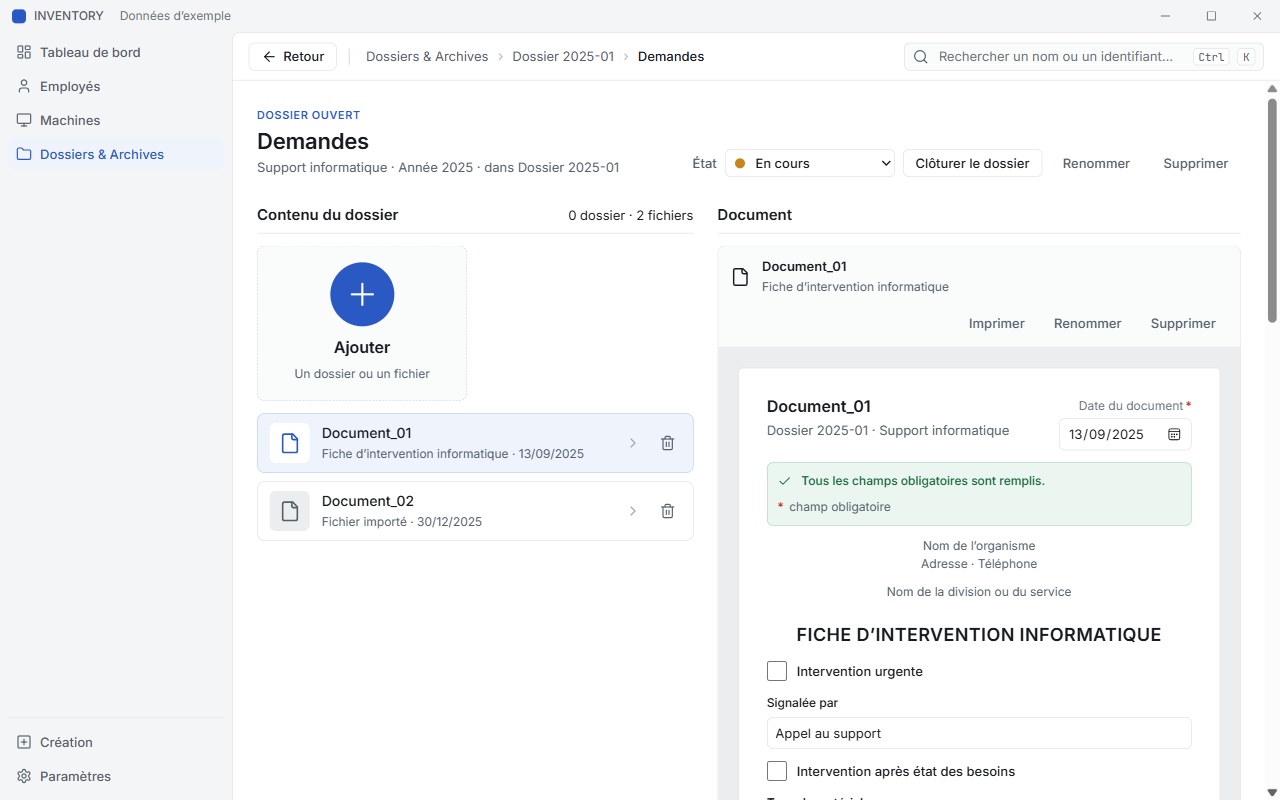 INVENTORY Données d’exemple
Tableau de bord
Employés
Machines
Dossiers & Archives
Création
Paramètres
Retour
Dossiers & Archives
Dossier 2025-01
Demandes
Rechercher un nom ou un identifiant... Ctrl K
DOSSIER OUVERT
Demandes
Support informatique · Année 2025 · dans Dossier 2025-01
État En cours Clôturer le dossier Renommer Supprimer
Contenu du dossier 0 dossier · 2 fichiers
Ajouter
Un dossier ou un fichier
Document_01
Fiche d’intervention informatique · 13/09/2025
Document_02
Fichier importé · 30/12/2025
Document
Document_01
Fiche d’intervention informatique
Imprimer Renommer Supprimer
Document_01
Dossier 2025-01 · Support informatique
Date du document *
13/09/2025
Tous les champs obligatoires sont remplis.
* champ obligatoire
Nom de l’organisme
Adresse · Téléphone
Nom de la division ou du service
FICHE D’INTERVENTION INFORMATIQUE
Intervention urgente
Signalée par
Appel au support
Intervention après état des besoins